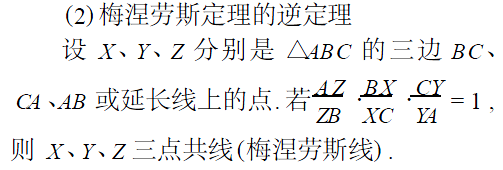 (2) 梅涅劳斯定理的逆定理
设 X、Y、Z 分别是 △ABC 的三边 BC、
CA、AB 或延长线上的点. 若 AZ/ZB · BX/XC · CY/YA = 1 ,
则 X、Y、Z 三点共线(梅涅劳斯线) .